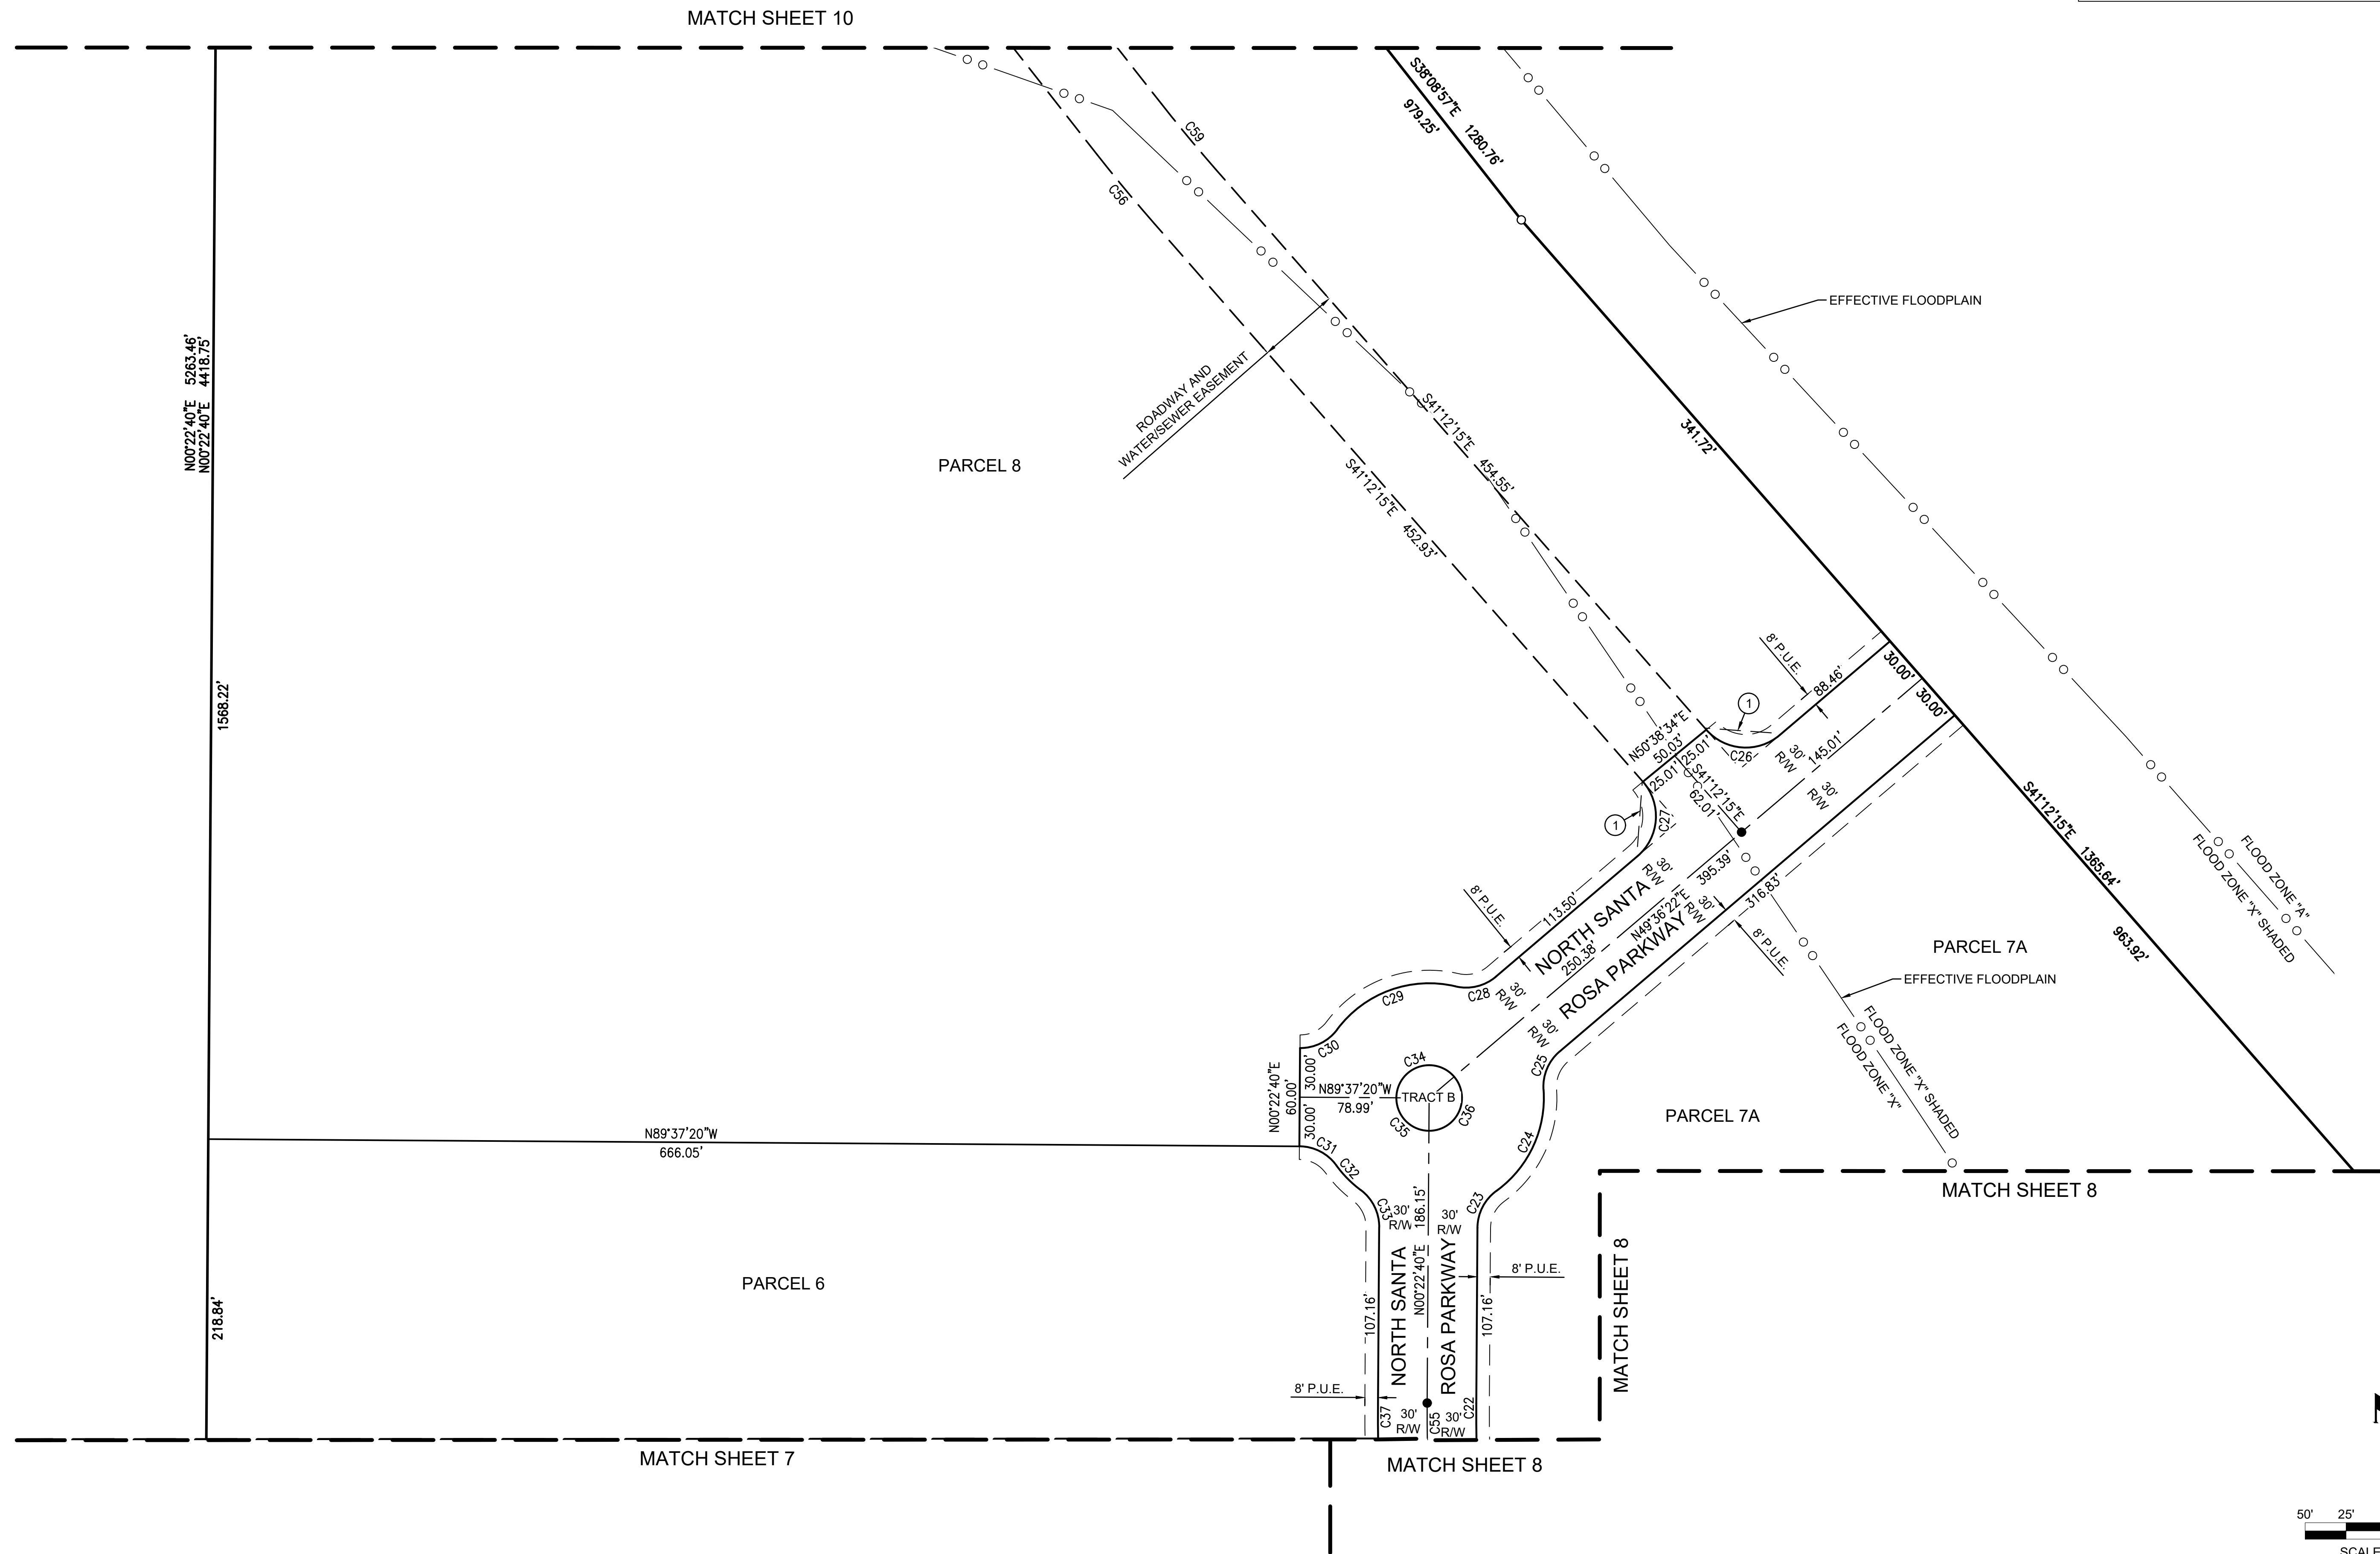 MATCH SHEET 10
S38°08'57"E 1280.76'
979.25'
C59
C56
EFFECTIVE FLOODPLAIN
N00°22'40"E 5263.46'
N00°22'40"E 4418.75'
ROADWAY AND
WATER/SEWER EASEMENT
PARCEL 8
S41°12'15"E 454.55'
S41°12'15"E 452.93'
341.72'
1568.22'
8' P.U.E.
88.46'
30.00'
30.00'
1
N50°38'34"E
50.03'
25.01'
25.01'
C26
30'
R/W
145.01'
30'
R/W
S41°12'15"E
62.01'
1
C27
S41°12'15"E 1365.64'
963.92'
FLOOD ZONE "A"
FLOOD ZONE "X" SHADED
30'
R/W
395.39'
N49°36'22"E
30'
R/W
316.83'
8' P.U.E.
113.50'
8' P.U.E.
NORTH SANTA
ROSA PARKWAY
250.38'
PARCEL 7A
EFFECTIVE FLOODPLAIN
FLOOD ZONE "X" SHADED
FLOOD ZONE "X"
C29
C28
30'
R/W
30'
R/W
C30
C34
C25
N00°22'40"E
60.00'
30.00'
30.00'
N89°37'20"W
78.99'
TRACT B
C35
C36
PARCEL 7A
N89°37'20"W
666.05'
C31
C32
C24
C33
C23
30'
R/W
186.15'
N00°22'40"E
30'
R/W
MATCH SHEET 8
MATCH SHEET 8
PARCEL 6
218.84'
107.16'
NORTH SANTA
ROSA PARKWAY
107.16'
8' P.U.E.
8' P.U.E.
C37
30'
R/W
C55
30'
R/W
C22
MATCH SHEET 7
MATCH SHEET 8
50' 25'